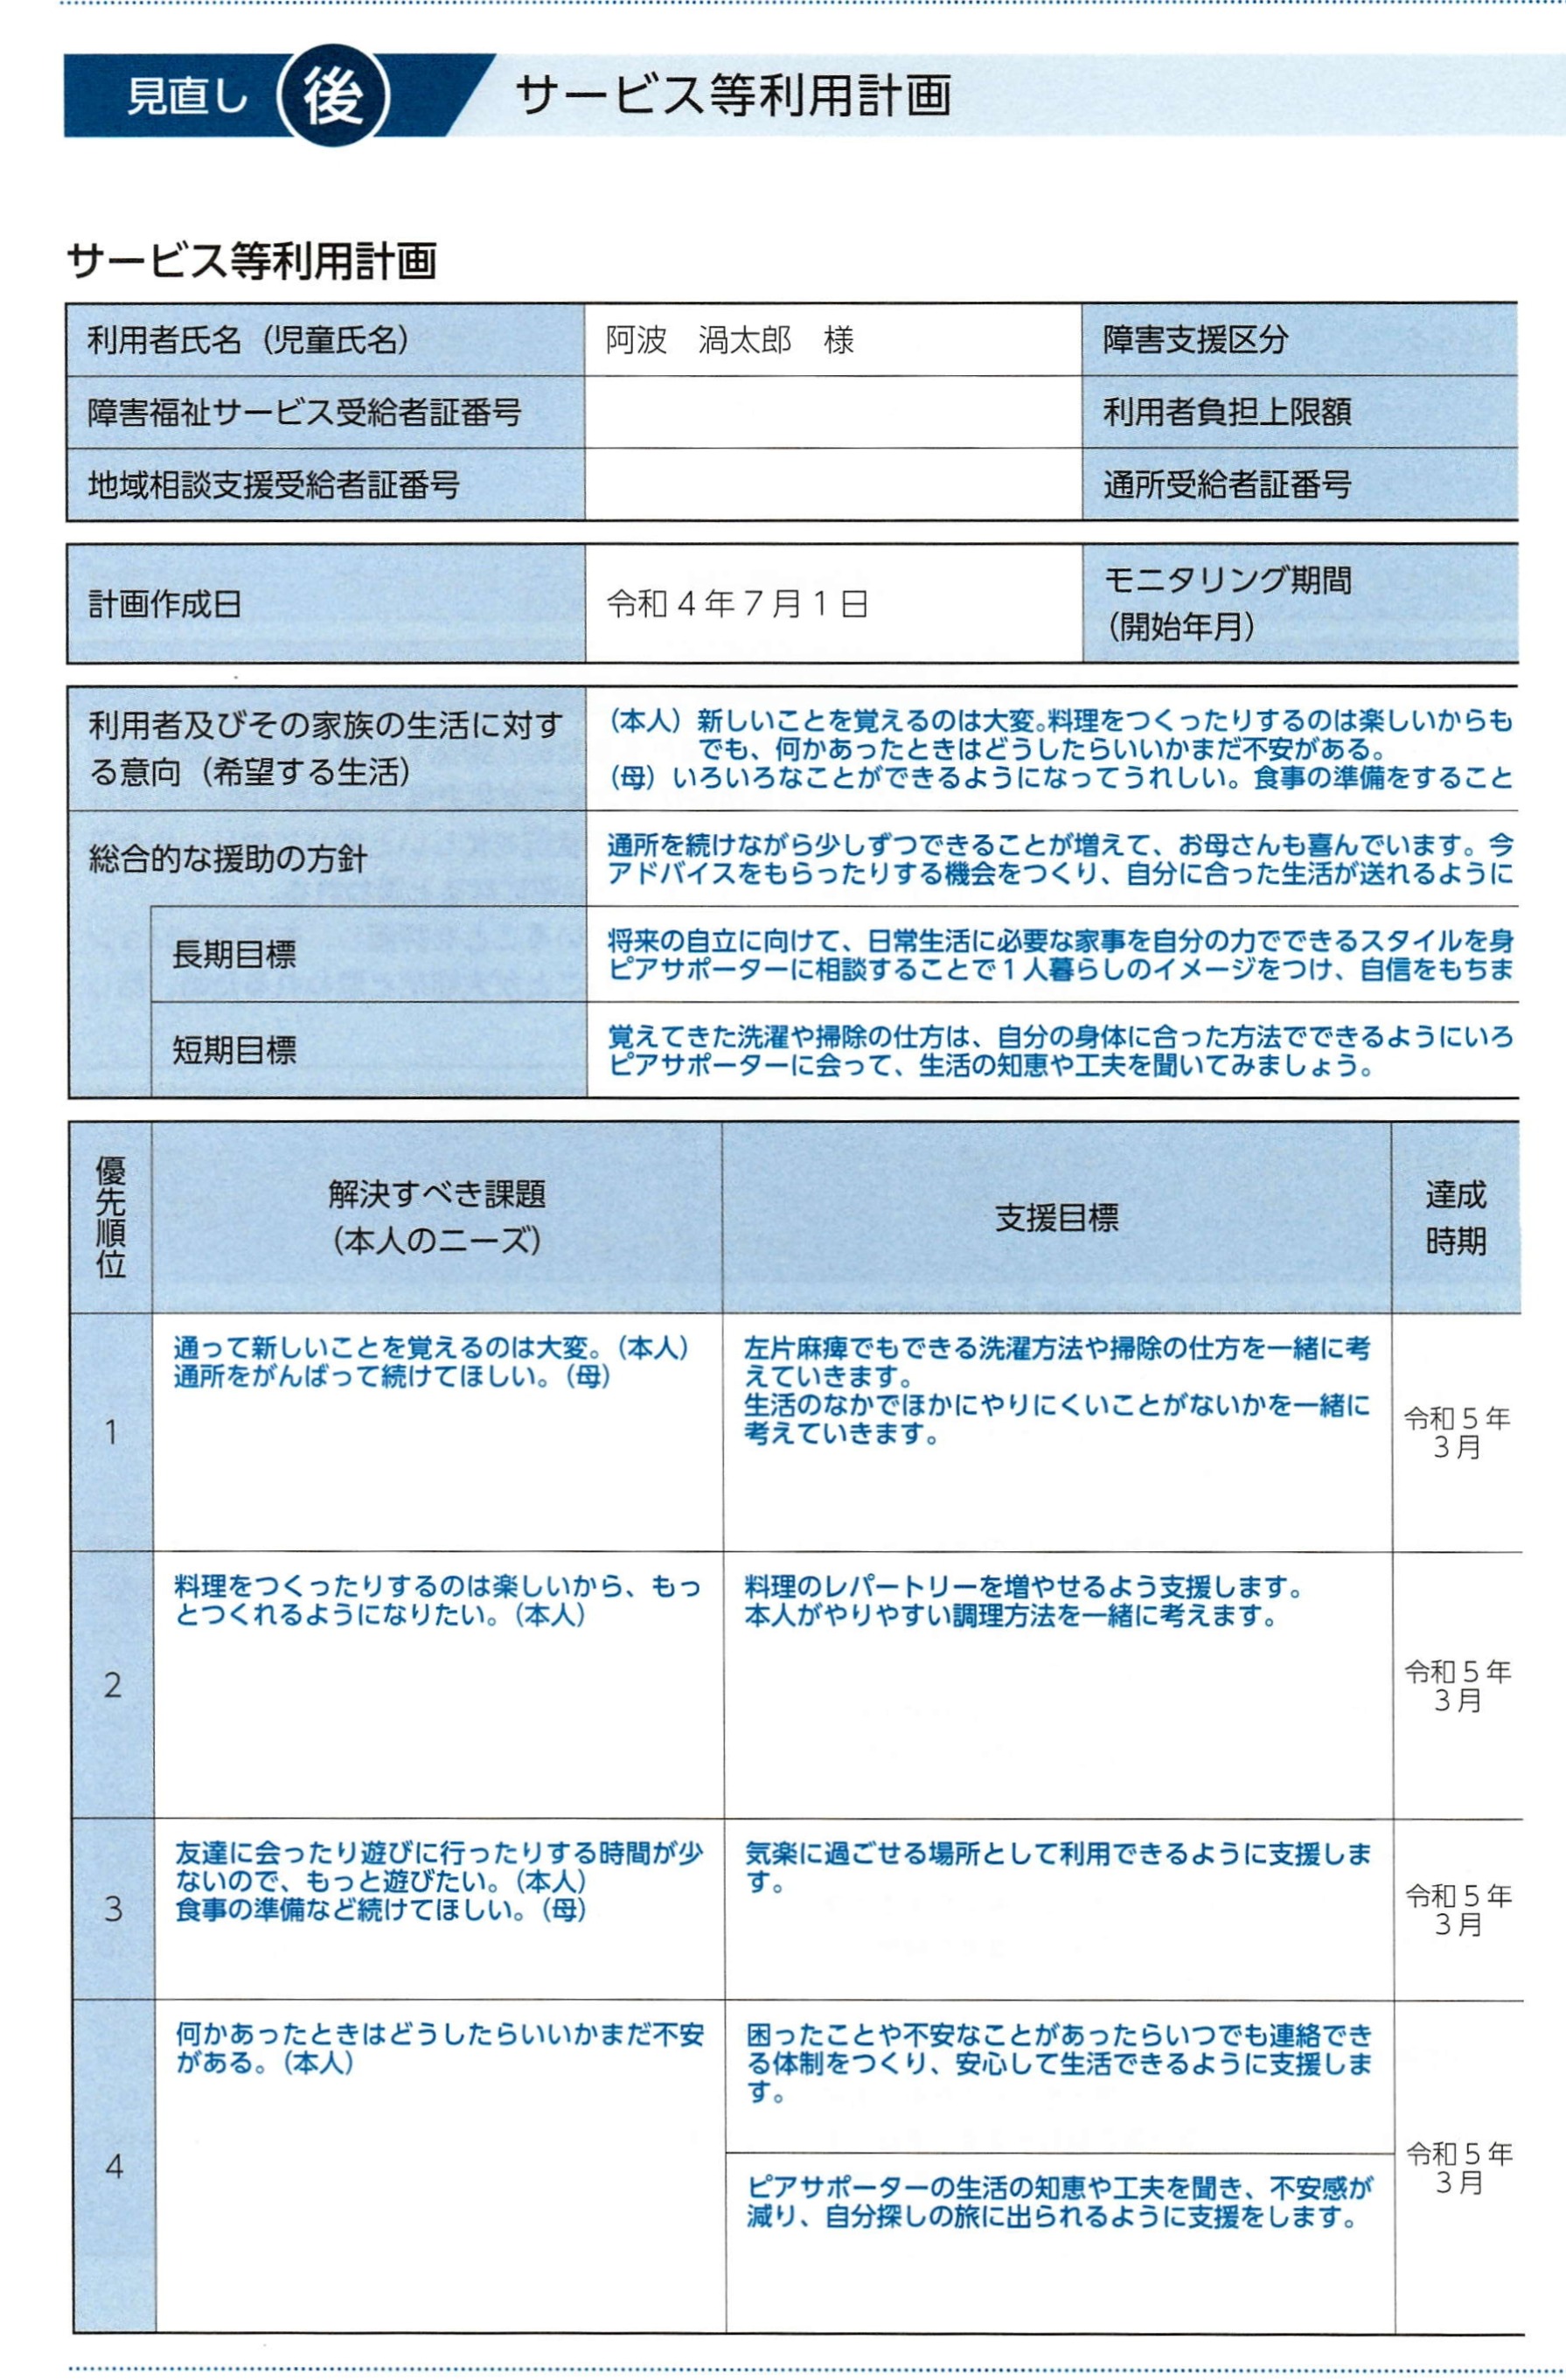 見直し 後 サービス等利用計画
サービス等利用計画
利用者氏名（児童氏名） 阿波　渦太郎　様 障害支援区分
障害福祉サービス受給者証番号 利用者負担上限額
地域相談支援受給者証番号 通所受給者証番号
計画作成日 令和４年７月１日 モニタリング期間
（開始年月）
利用者及びその家族の生活に対す
る意向（希望する生活）
（本人）新しいことを覚えるのは大変。料理をつくったりするのは楽しいからも
でも、何かあったときはどうしたらいいかまだ不安がある。
（母）いろいろなことができるようになってうれしい。食事の準備をすること
総合的な援助の方針
通所を続けながら少しずつできることが増えて、お母さんも喜んでいます。今
アドバイスをもらったりする機会をつくり、自分に合った生活が送れるように
長期目標
将来の自立に向けて、日常生活に必要な家事を自分の力でできるスタイルを身
ピアサポーターに相談することで１人暮らしのイメージをつけ、自信をもちま
短期目標
覚えてきた洗濯や掃除の仕方は、自分の身体に合った方法でできるようにいろ
ピアサポーターに会って、生活の知恵や工夫を聞いてみましょう。
優先順位
解決すべき課題
（本人のニーズ）
支援目標
達成
時期
1
通って新しいことを覚えるのは大変。（本人）
通所をがんばって続けてほしい。（母）
左片麻痺でもできる洗濯方法や掃除の仕方を一緒に考
えていきます。
生活のなかでほかにやりにくいことがないかを一緒に
考えていきます。
令和５年
３月
2
料理をつくったりするのは楽しいから、もっ
とつくれるようになりたい。（本人）
料理のレパートリーを増やせるよう支援します。
本人がやりやすい調理方法を一緒に考えます。
令和５年
３月
3
友達に会ったり遊びに行ったりする時間が少
ないので、もっと遊びたい。（本人）
食事の準備など続けてほしい。（母）
気楽に過ごせる場所として利用できるように支援しま
す。
令和５年
３月
4
何かあったときはどうしたらいいかまだ不安
がある。（本人）
困ったことや不安なことがあったらいつでも連絡でき
る体制をつくり、安心して生活できるように支援しま
す。
ピアサポーターの生活の知恵や工夫を聞き、不安感が
減り、自分探しの旅に出られるように支援をします。
令和５年
３月